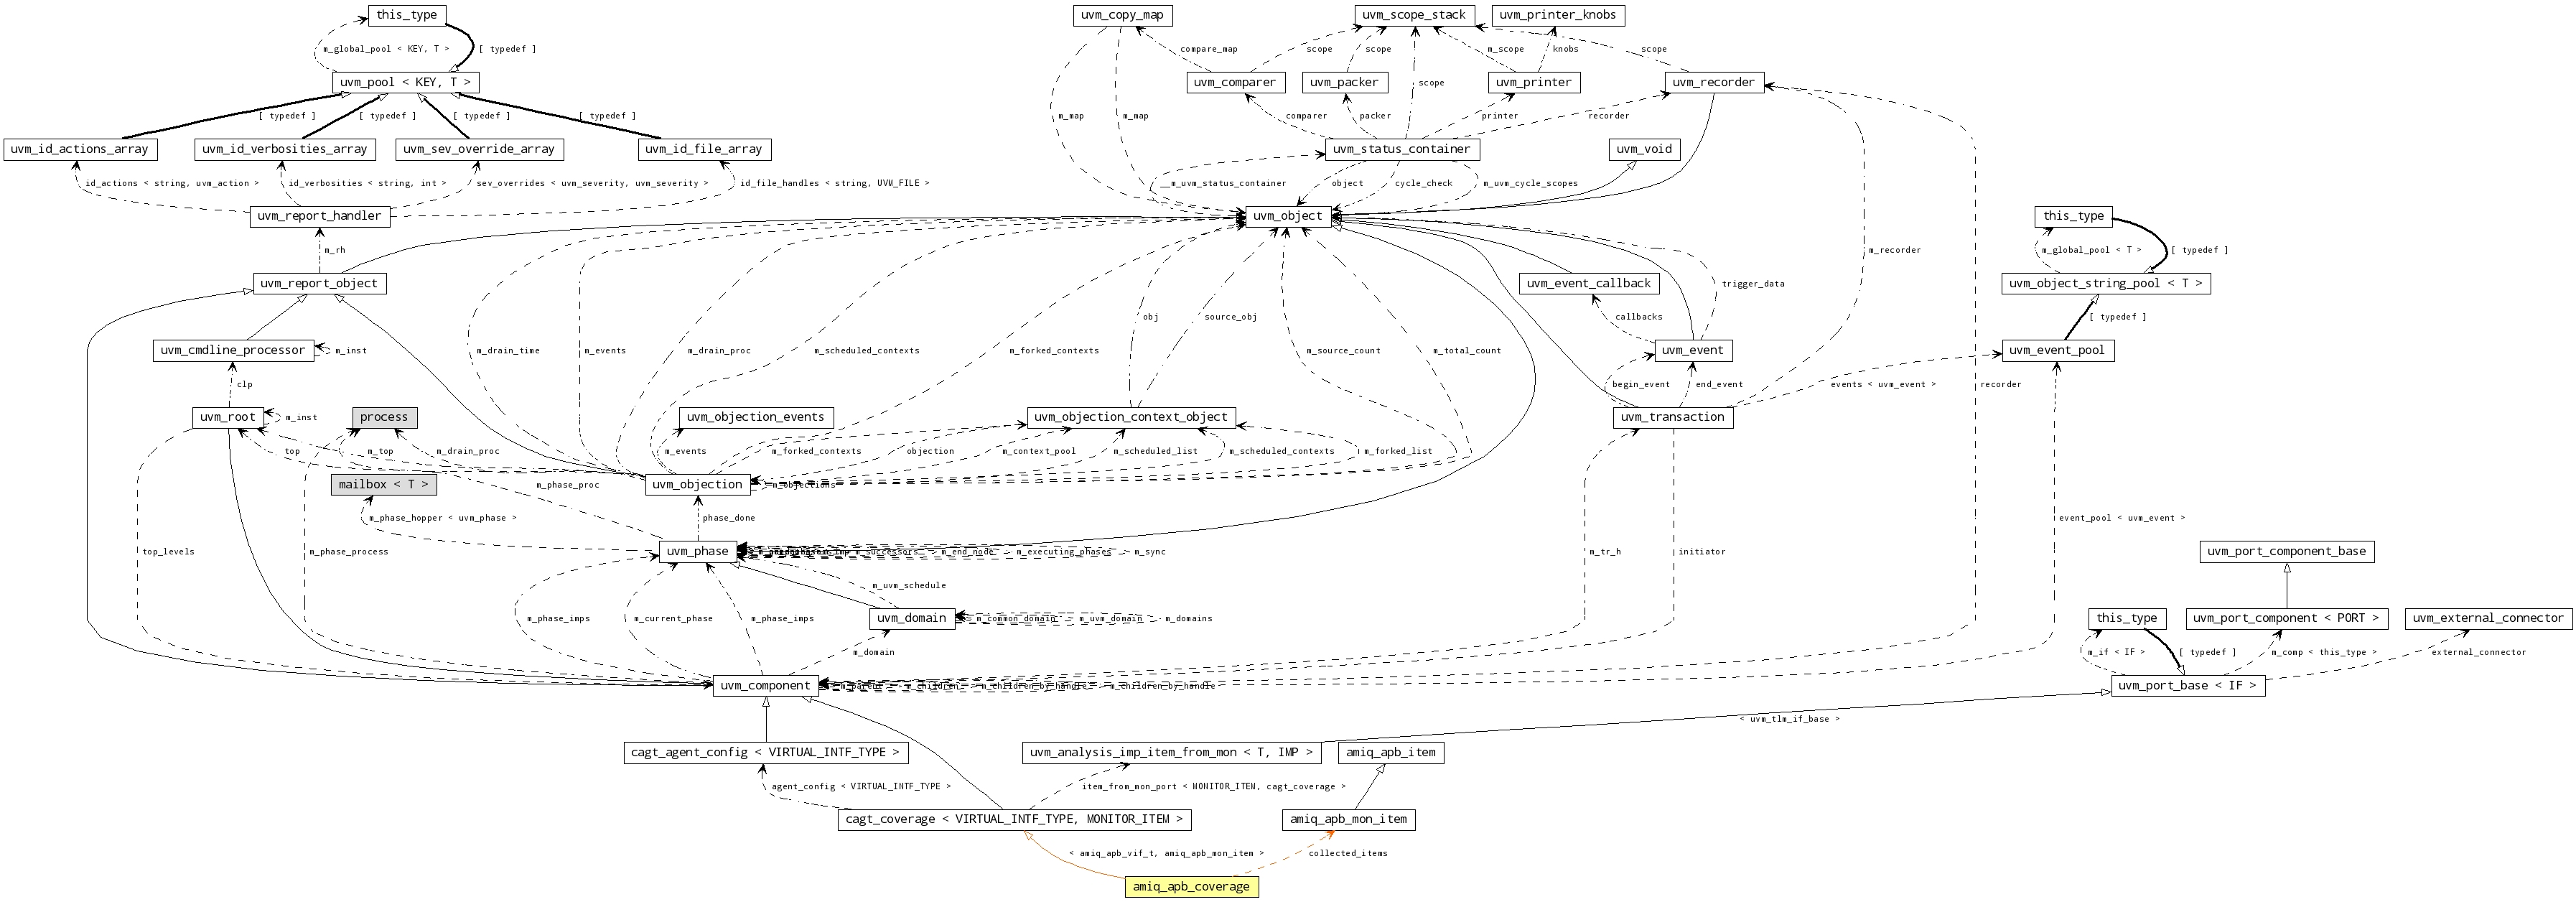 this_type
uvm_copy_map
uvm_scope_stack
uvm_printer_knobs
m_global_pool < KEY, T >
[ typedef ]
compare_map
scope
scope
m_scope
knobs
scope
uvm_pool < KEY, T >
uvm_comparer
uvm_packer
scope
uvm_printer
uvm_recorder
[ typedef ]
[ typedef ]
[ typedef ]
[ typedef ]
m_map
m_map
comparer
packer
printer
recorder
uvm_id_actions_array
uvm_id_verbosities_array
uvm_sev_override_array
uvm_id_file_array
uvm_status_container
uvm_void
id_actions < string, uvm_action >
id_verbosities < string, int >
sev_overrides < uvm_severity, uvm_severity >
id_file_handles < string, UVM_FILE >
__m_uvm_status_container
object
cycle_check
m_uvm_cycle_scopes
uvm_report_handler
uvm_object
this_type
m_rh
m_recorder
m_global_pool < T >
[ typedef ]
uvm_report_object
uvm_event_callback
trigger_data
uvm_object_string_pool < T >
obj
source_obj
callbacks
[ typedef ]
uvm_cmdline_processor
m_inst
m_drain_time
m_events
m_drain_proc
m_scheduled_contexts
m_forked_contexts
m_source_count
m_total_count
uvm_event
uvm_event_pool
clp
begin_event
end_event
events < uvm_event >
recorder
uvm_root
m_inst
process
uvm_objection_events
uvm_objection_context_object
uvm_transaction
top
m_top
m_drain_proc
m_events
m_forked_contexts
objection
m_context_pool
m_scheduled_list
m_scheduled_contexts
m_forked_list
mailbox < T >
m_phase_proc
uvm_objection
m_objections
m_phase_hopper < uvm_phase >
phase_done
event_pool < uvm_event >
top_levels
m_phase_process
uvm_phase
m_successors
m_end_node
m_executing_phases
m_sync
m_tr_h
initiator
uvm_port_component_base
m_uvm_schedule
m_phase_imps
m_current_phase
m_phase_imps
uvm_domain
m_common_domain
m_uvm_domain
m_domains
this_type
uvm_port_component < PORT >
uvm_external_connector
m_domain
m_if < IF >
[ typedef ]
m_comp < this_type >
external_connector
uvm_component
m_parent
m_children
m_children_by_handle
m_children_by_handle
uvm_port_base < IF >
< uvm_tlm_if_base >
cagt_agent_config < VIRTUAL_INTF_TYPE >
uvm_analysis_imp_item_from_mon < T, IMP >
amiq_apb_item
agent_config < VIRTUAL_INTF_TYPE >
item_from_mon_port < MONITOR_ITEM, cagt_coverage >
cagt_coverage < VIRTUAL_INTF_TYPE, MONITOR_ITEM >
amiq_apb_mon_item
< amiq_apb_vif_t, amiq_apb_mon_item >
collected_items
amiq_apb_coverage